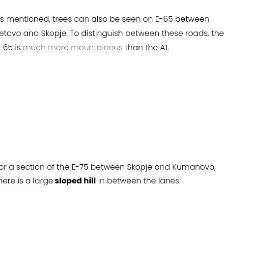 s mentioned, trees can also be seen on E-65 between
etovo and Skopje. To distinguish between these roads, the
-65 is much more mountainous than the A1.
or a section of the E-75 between Skopje and Kumanovo,
here is a large sloped hill in between the lanes.